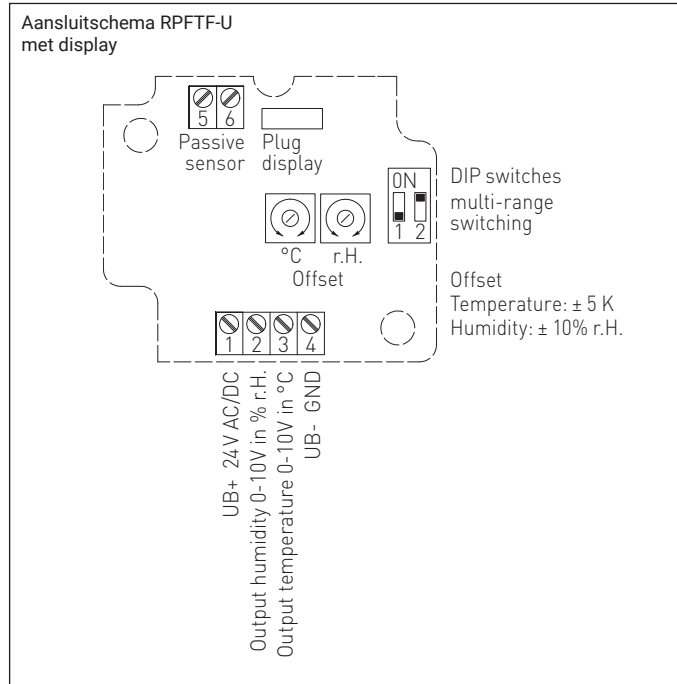 Aansluitschema RPFTF-U
met display
5 6
Passive
sensor
Plug
display
ON
1 2
DIP switches
multi-range
switching
°C r.H.
Offset
Offset
Temperature: ± 5 K
Humidity: ± 10% r.H.
1 2 3 4
UB+ 24V AC/DC
Output humidity 0-10V in % r.H.
Output temperature 0-10V in °C
UB- GND